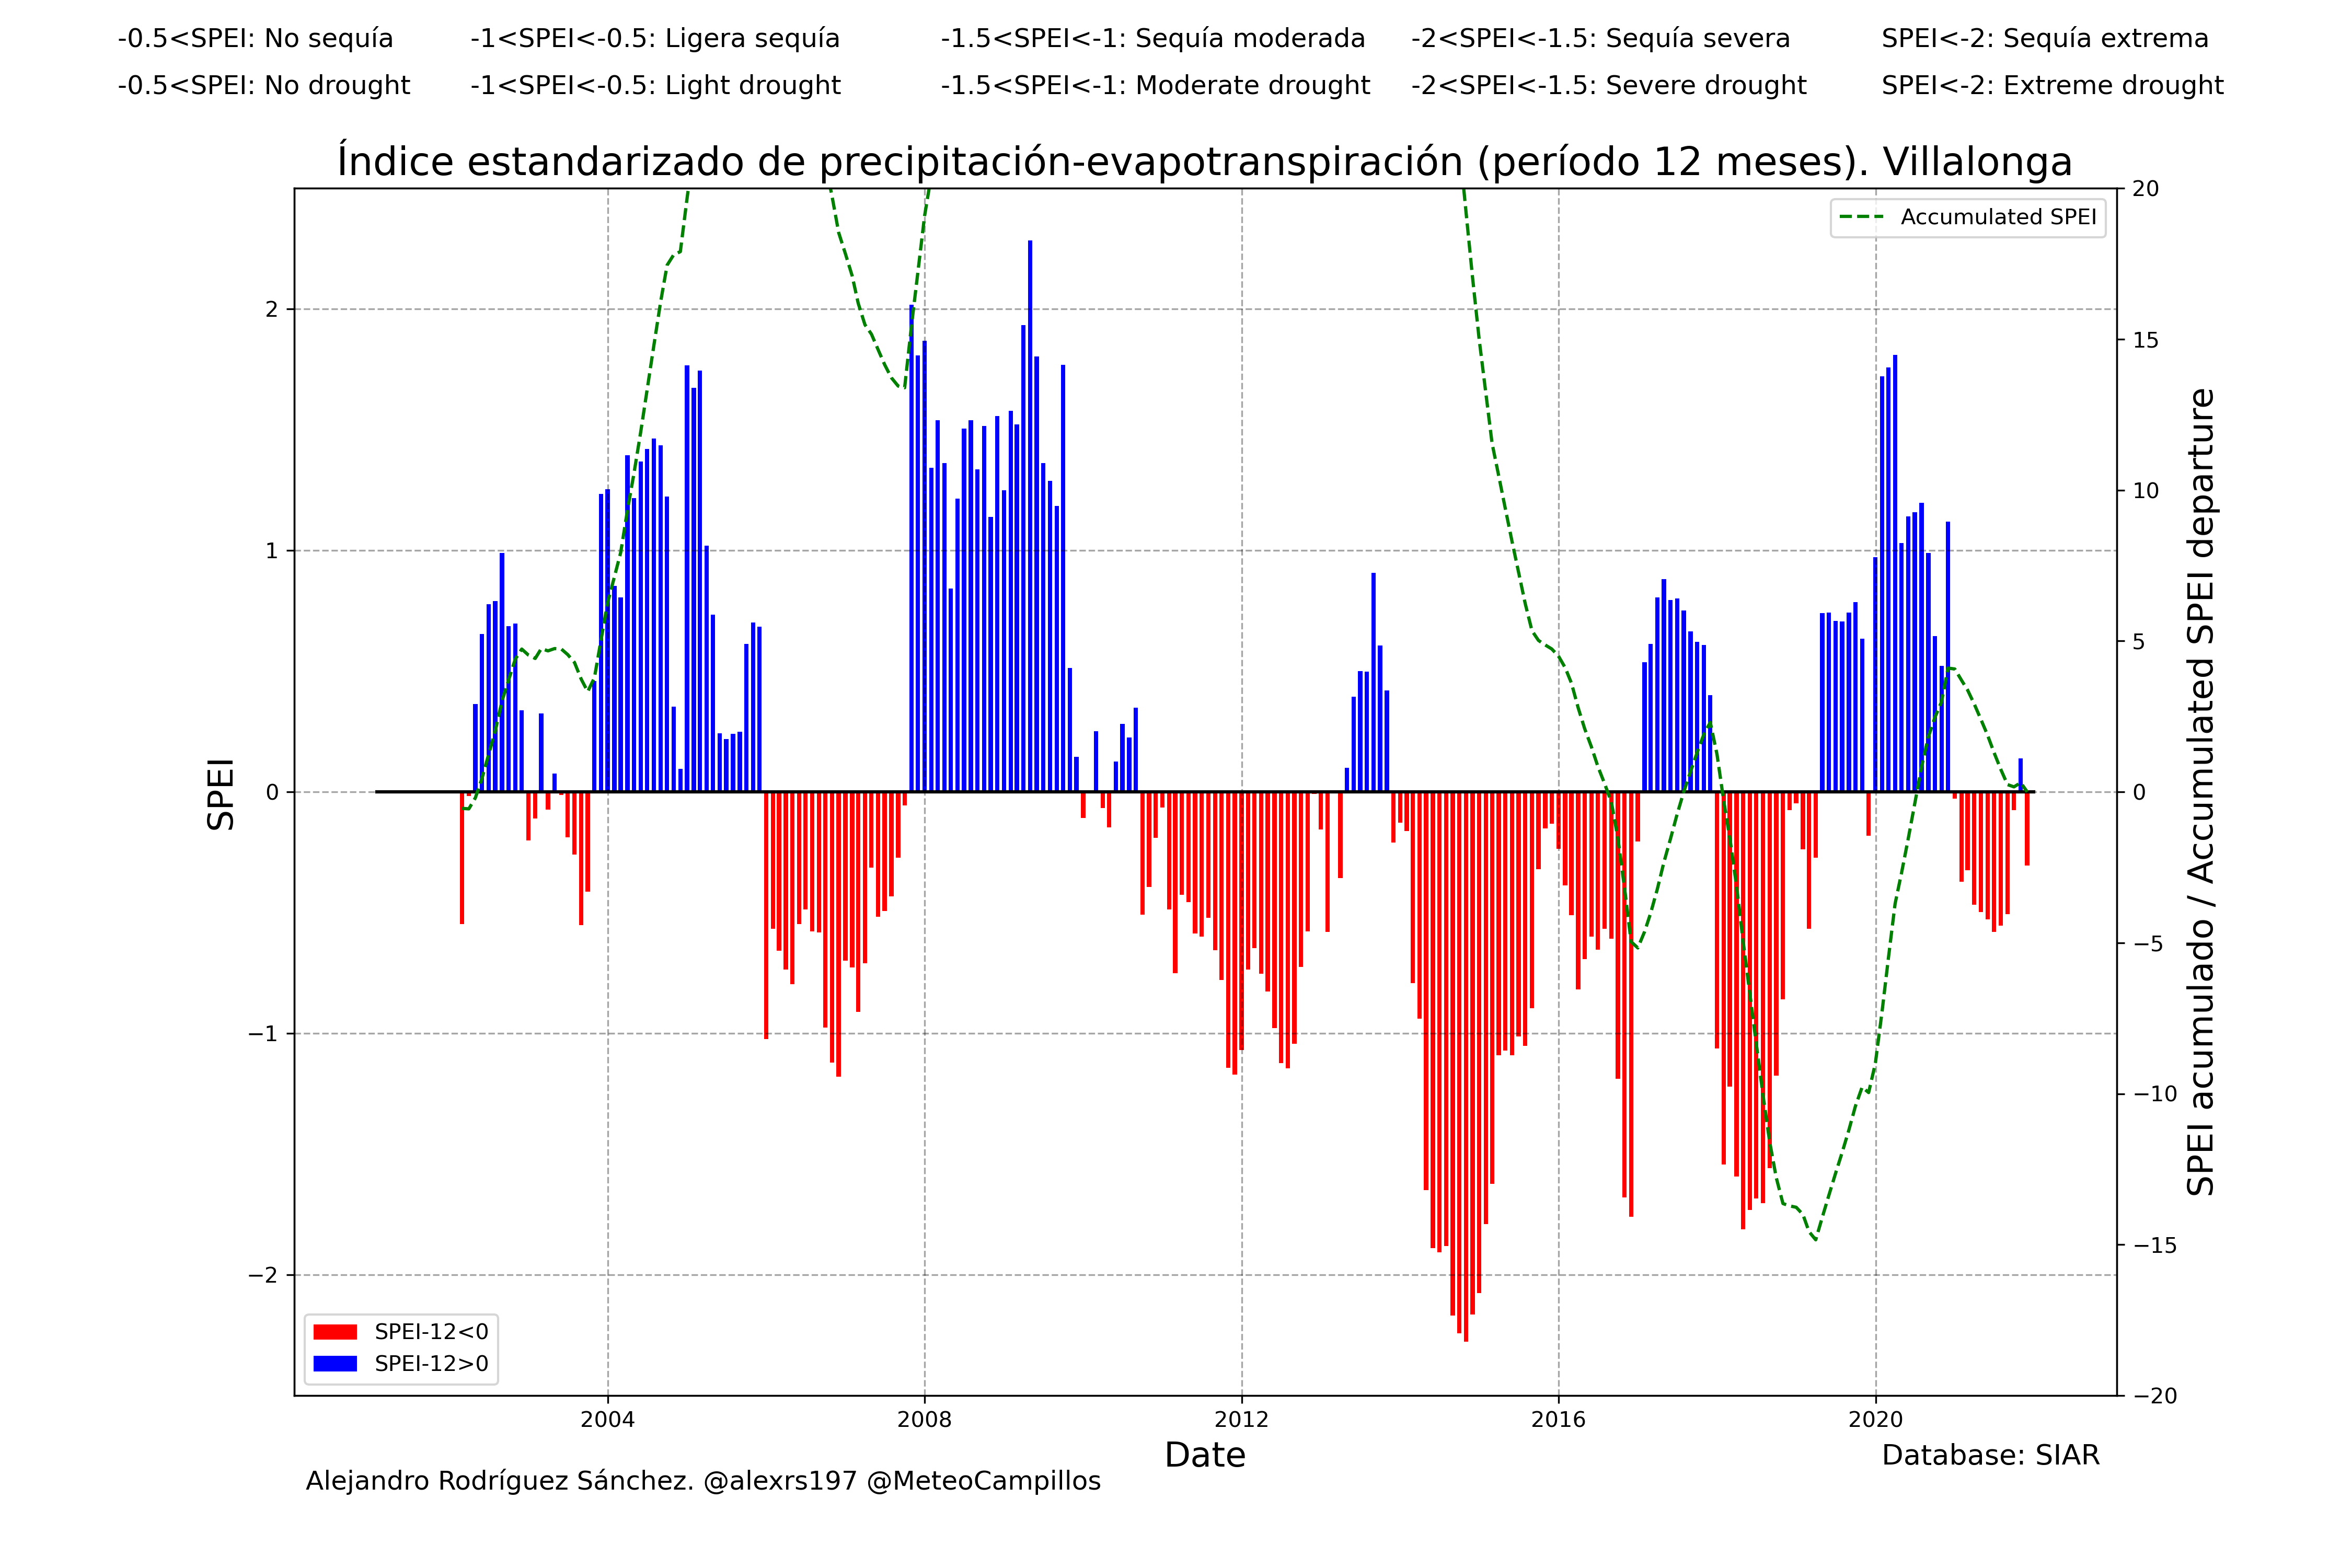 -0.5<SPEI: No sequía -1<SPEI<-0.5: Ligera sequía -1.5<SPEI<-1: Sequía moderada -2<SPEI<-1.5: Sequía severa SPEI<-2: Sequía extrema
-0.5<SPEI: No drought -1<SPEI<-0.5: Light drought -1.5<SPEI<-1: Moderate drought -2<SPEI<-1.5: Severe drought SPEI<-2: Extreme drought
Índice estandarizado de precipitación-evapotranspiración (período 12 meses). Villalonga
Accumulated SPEI
SPEI
2
1
0
−1
−2
20
15
10
5
0
−5
−10
−15
−20
SPEI acumulado / Accumulated SPEI departure
SPEI-12<0
SPEI-12>0
2004 2008 2012 2016 2020
Date
Database: SIAR
Alejandro Rodríguez Sánchez. @alexrs197 @MeteoCampillos